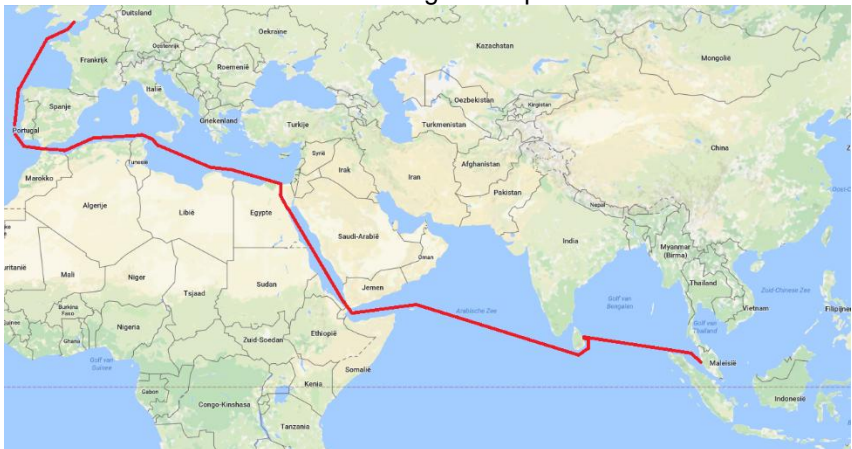 Duitsland
Oekraïne
Kazachstan
Mongolië
Frankrijk
Oostenrijk
Roemenië
Italië
Oezbekistan
Kirgizië
Spanje
Portugal
Griekenland
Turkije
Turkmenistan
China
Tunesië
Syrië
Irak
Iran
Afghanistan
Marokko
Pakistan
Algerije
Libië
Egypte
Nepal
Saudi-Arabië
Oman
India
Myanmar
(Birma)
Mali
Niger
Tsjaad
Sudan
Jemen
Thailand
Arabische Zee
Golf van
Bengalen
Zuid-Chinese Zee
Vietnam
Filipijnen
Burkina
Faso
Nigeria
Ghana
Zuid-Soedan
Ethiopië
Golf van
Thailand
Golf van
Guinee
Somalië
Maleisië
Gabon
Kenia
Congo-Kinshasa
Indonesië
Tanzania